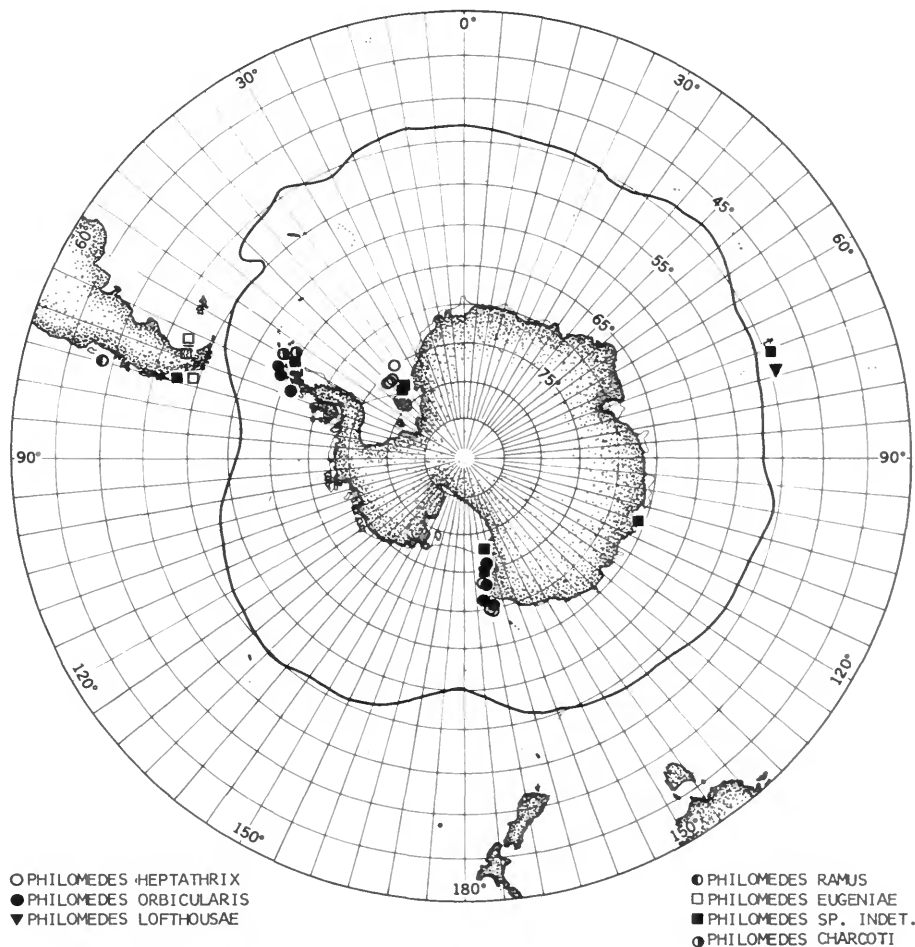 0°
30°
30°
45°
60°
60°
55°
65°
75°
90°
90°
120°
120°
150°
150°
180°
○ PHILOMEDES HEPTATHRIX
● PHILOMEDES ORBICULARIS
▼ PHILOMEDES LOFTHOUSAE
◐ PHILOMEDES RAMUS
□ PHILOMEDES EUGENIAE
■ PHILOMEDES SP. INDET.
◑ PHILOMEDES CHARCOTI